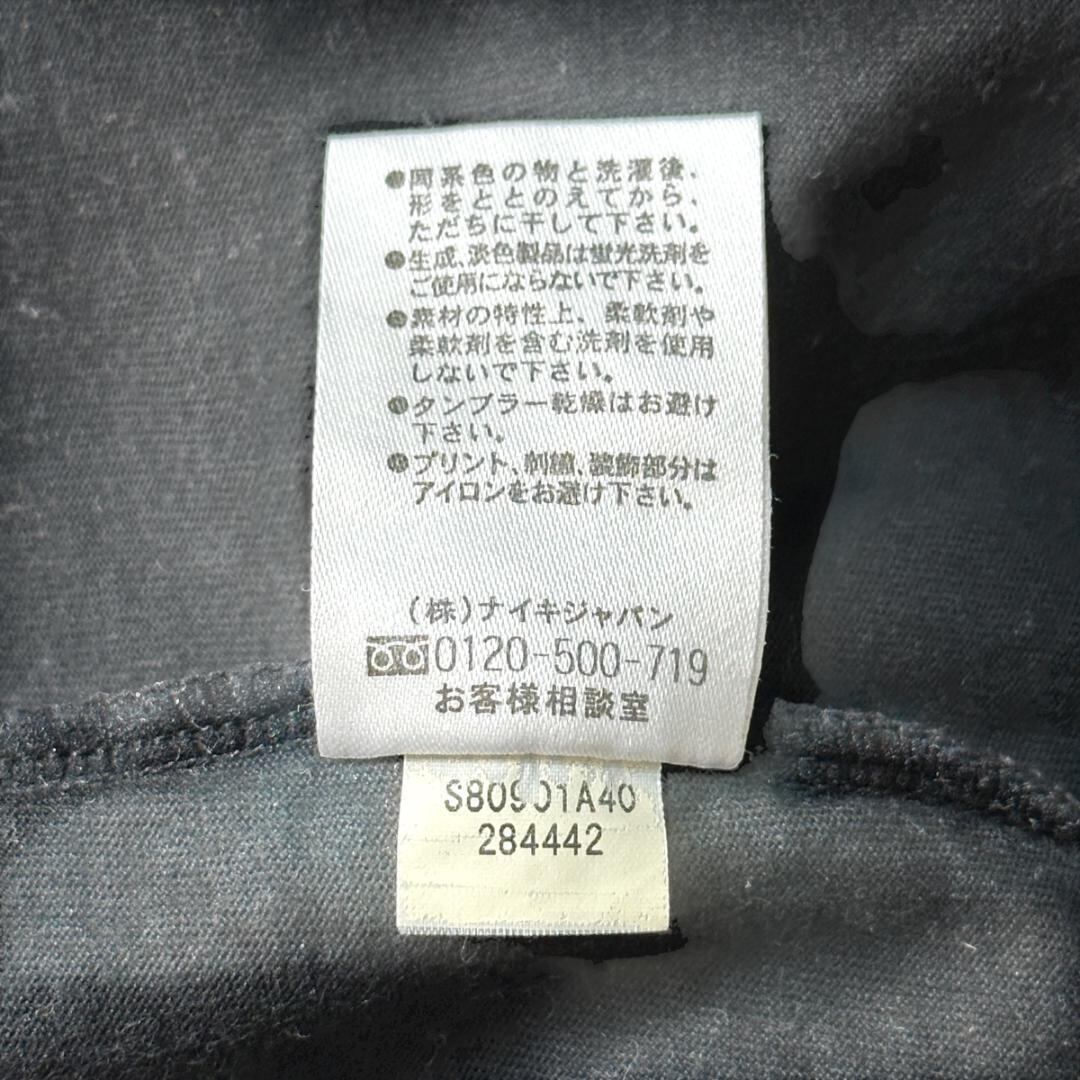 ●同系色の物と洗濯後、
形をととのえてから、
ただちに干して下さい。
●生成、淡色製品は蛍光洗剤を
ご使用にならないで下さい。
●素材の特性上、柔軟剤や
柔軟剤を含む洗剤を使用
しないで下さい。
●タンブラー乾燥はお避け
下さい。
●プリント、刺繍、装飾部分は
アイロンをお避け下さい。
(株)ナイキジャパン
0120-500-719
お客様相談室
S80901A40
284442